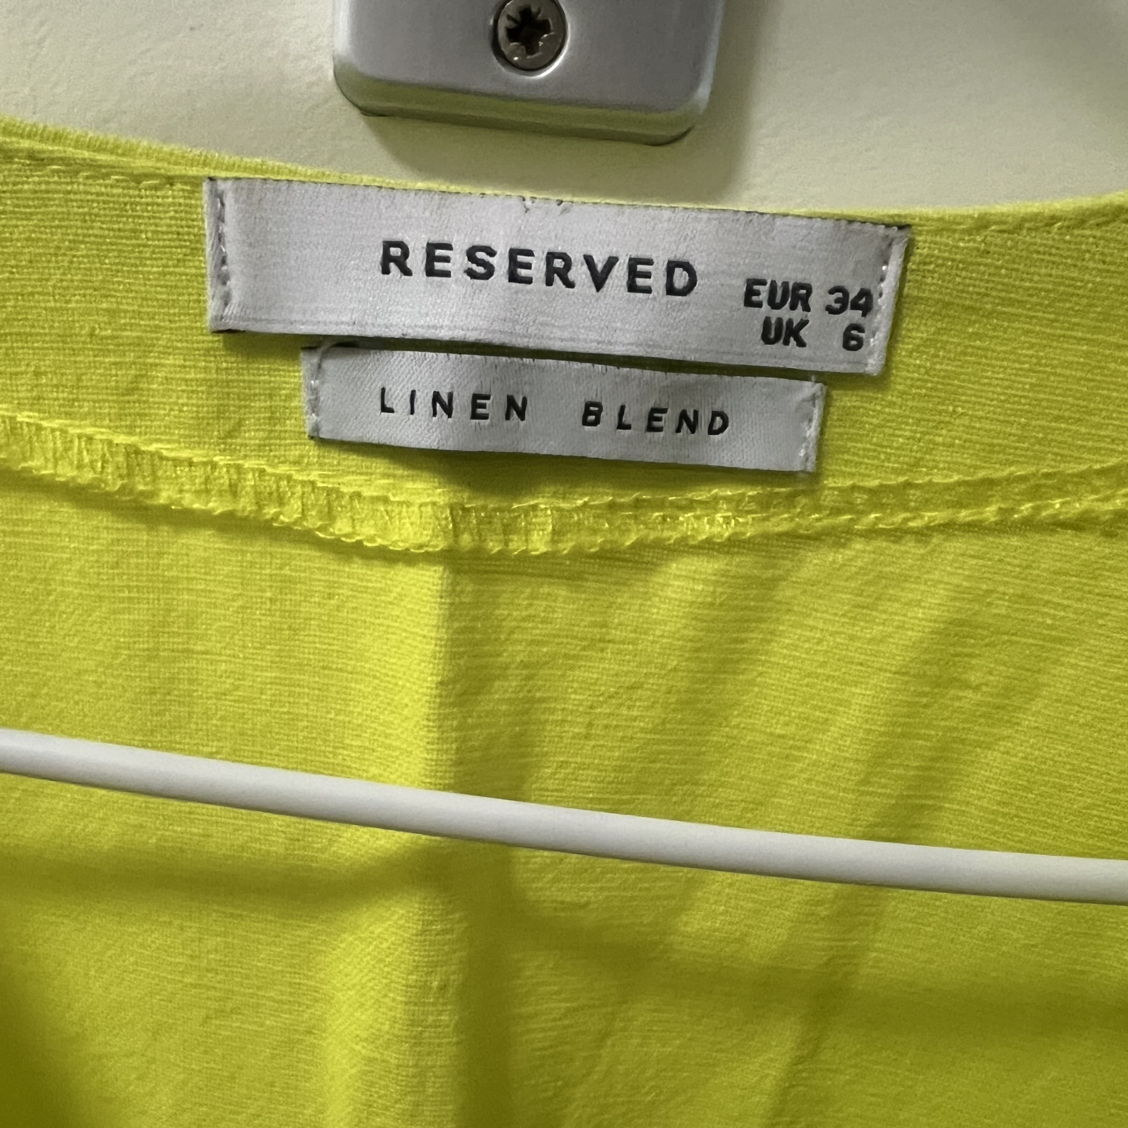 RESERVED
EUR 34
UK 6
LINEN BLEND